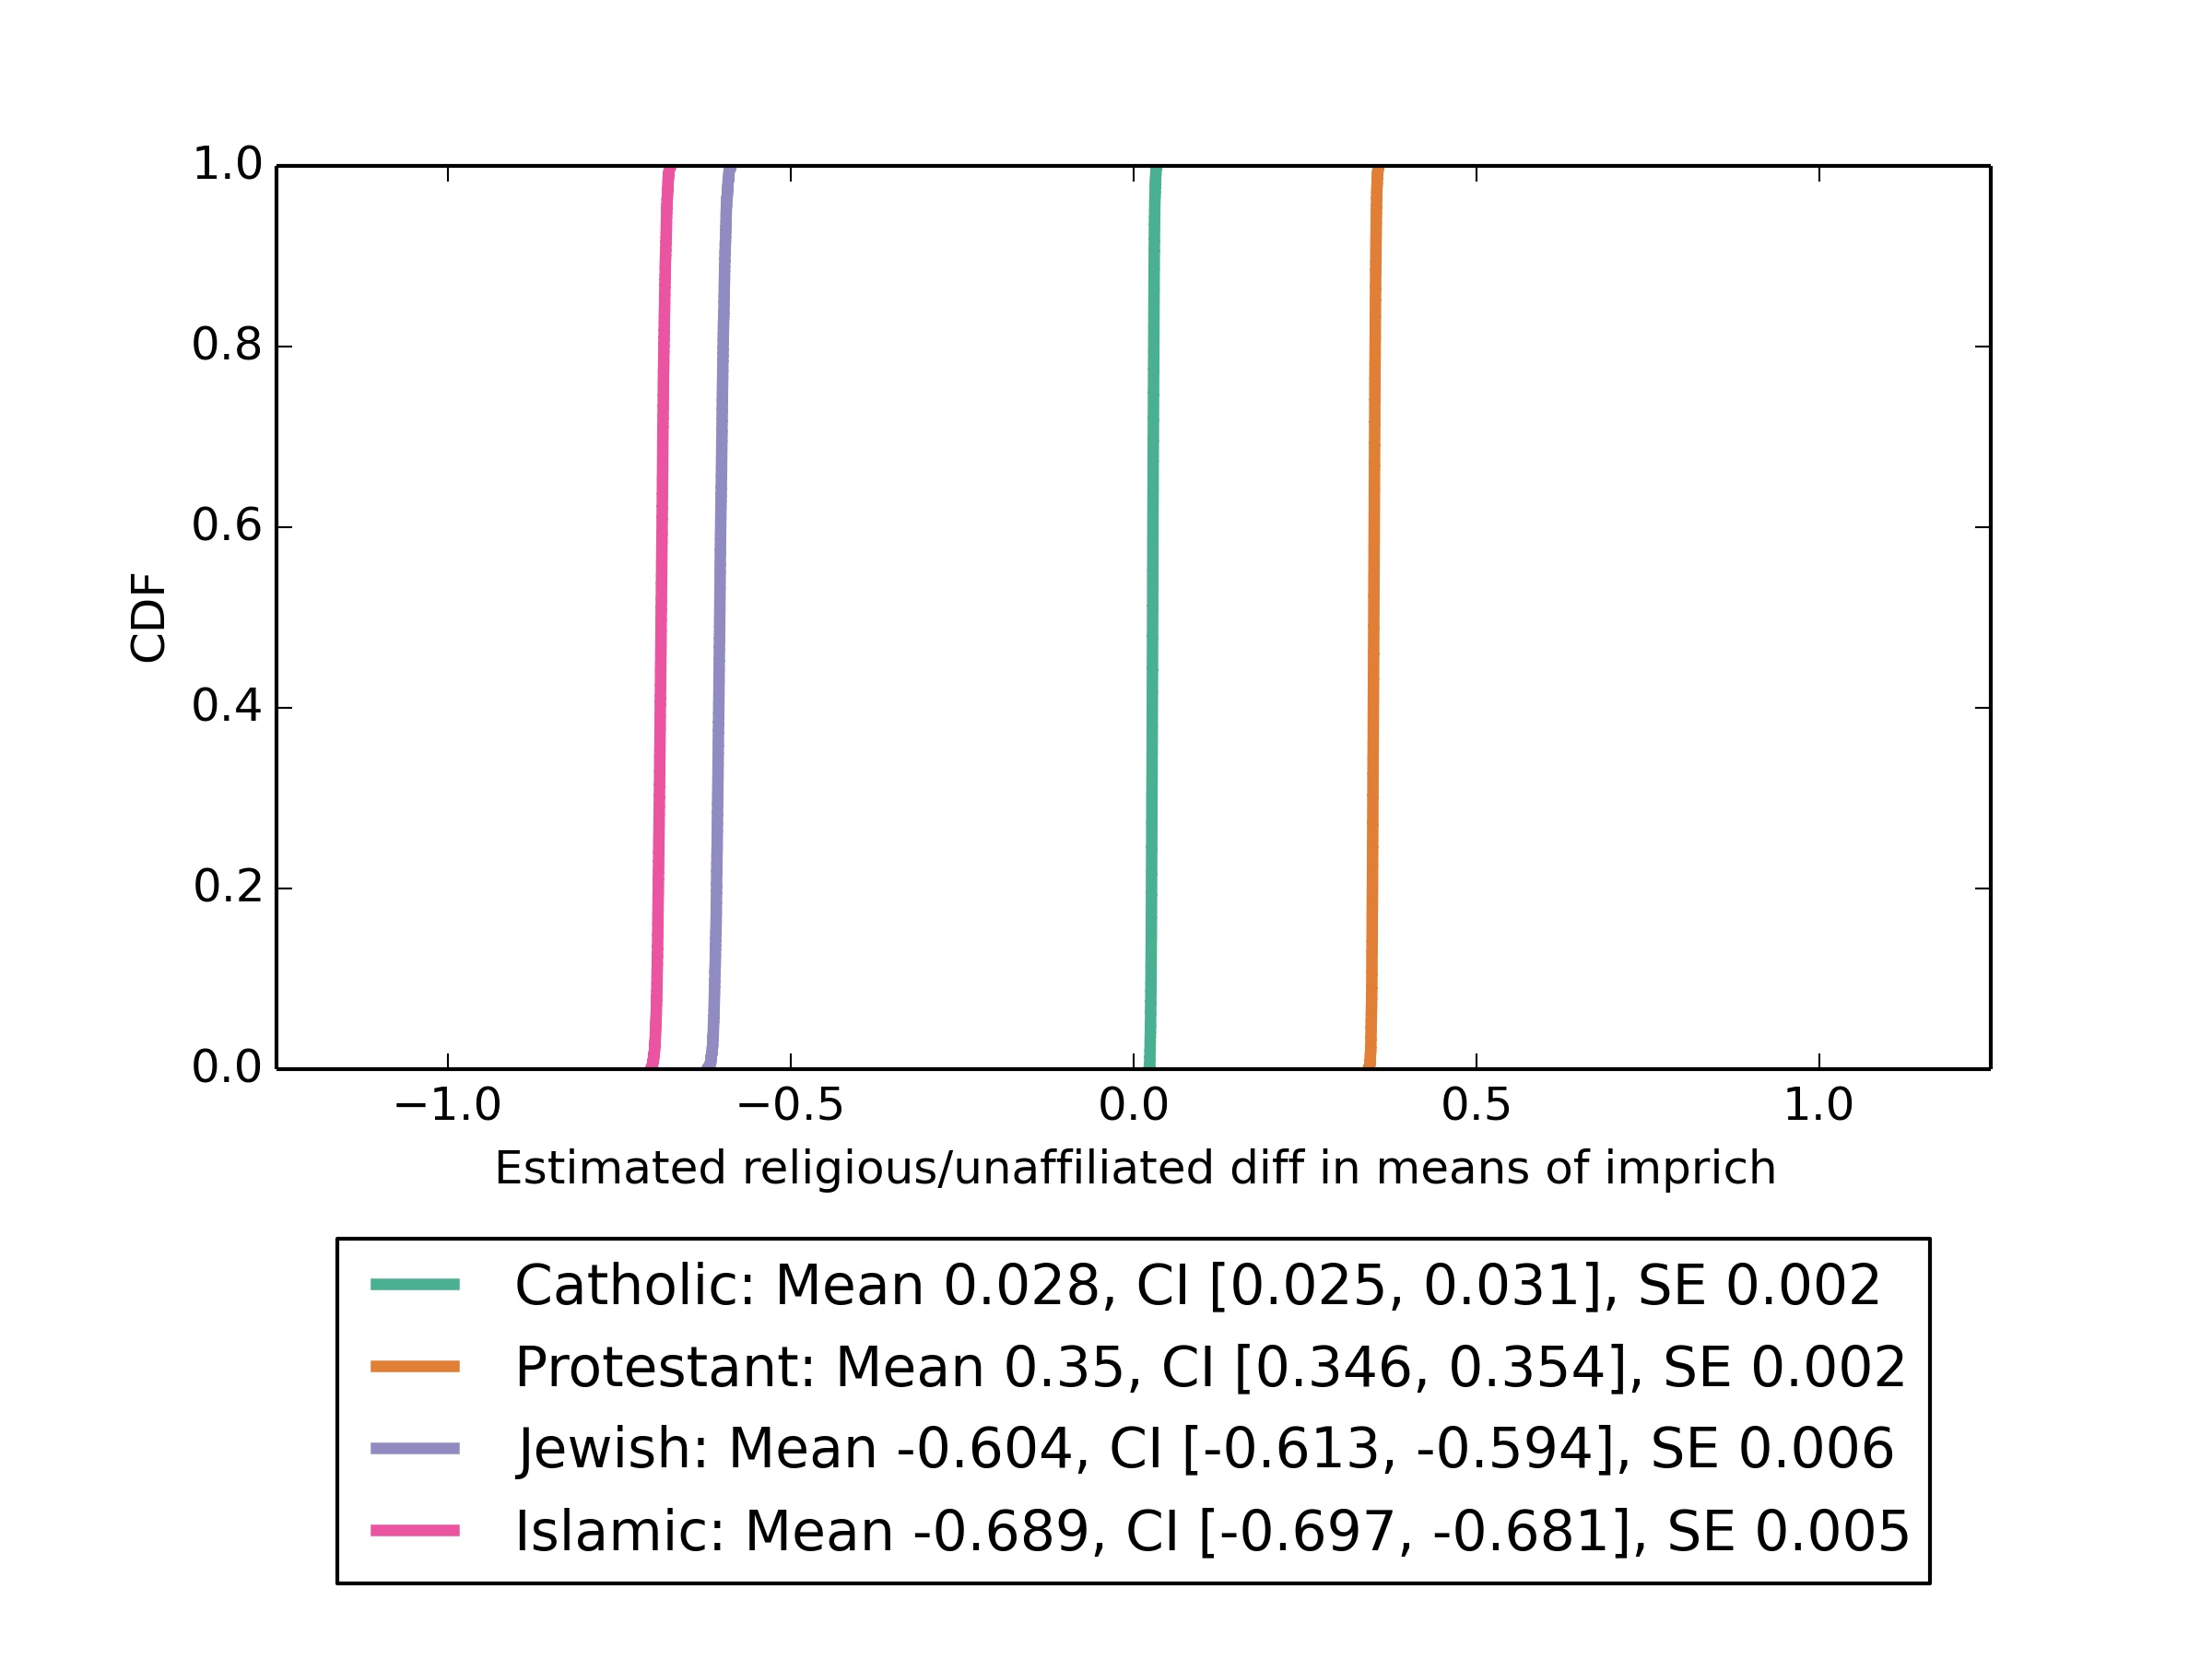 1.0
0.8
0.6
0.4
0.2
0.0
CDF
−1.0 −0.5 0.0 0.5 1.0
Estimated religious/unaffiliated diff in means of imprich
Catholic: Mean 0.028, CI [0.025, 0.031], SE 0.002
Protestant: Mean 0.35, CI [0.346, 0.354], SE 0.002
Jewish: Mean -0.604, CI [-0.613, -0.594], SE 0.006
Islamic: Mean -0.689, CI [-0.697, -0.681], SE 0.005